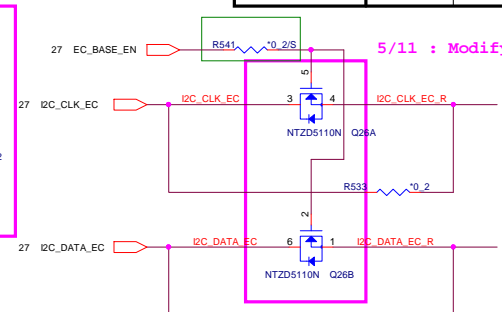 R541 *0_2/S
27 EC_BASE_EN
5/11 : Modify
5
27 I2C_CLK_EC I2C_CLK_EC 3 4 I2C_CLK_EC_R
NTZD5110N Q26A
2
R533 *0_2
2
27 I2C_DATA_EC I2C_DATA_EC 6 1 I2C_DATA_EC_R
NTZD5110N Q26B